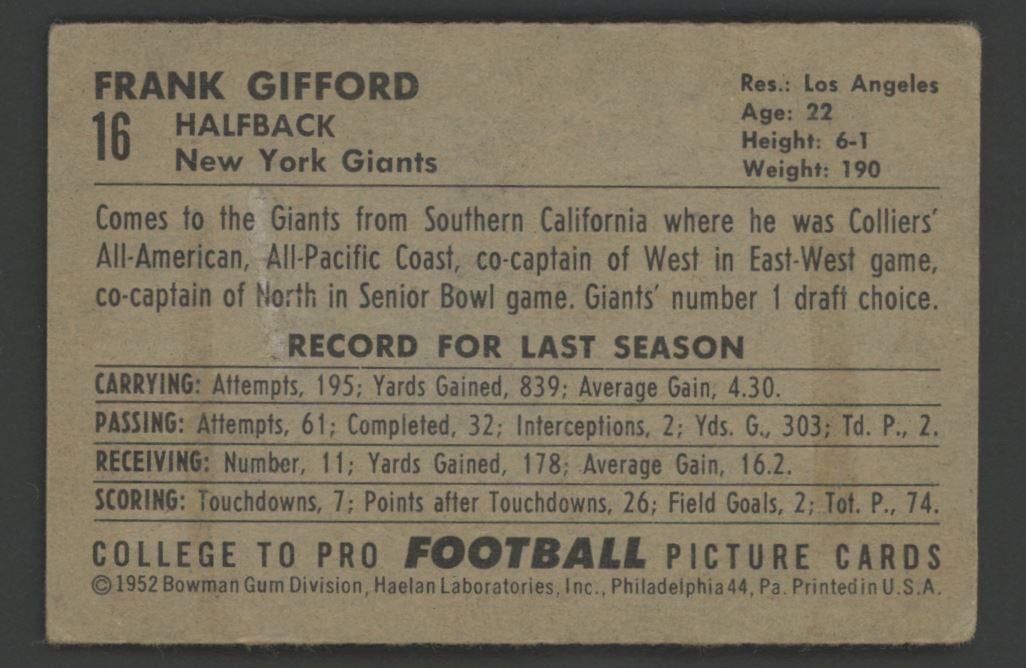 FRANK GIFFORD
16
HALFBACK
New York Giants
Res.: Los Angeles
Age: 22
Height: 6-1
Weight: 190
Comes to the Giants from Southern California where he was Colliers'
All-American, All-Pacific Coast, co-captain of West in East-West game,
co-captain of North in Senior Bowl game. Giants' number 1 draft choice.
RECORD FOR LAST SEASON
CARRYING: Attempts, 195; Yards Gained, 839; Average Gain, 4.30.
PASSING: Attempts, 61; Completed, 32; Interceptions, 2; Yds. G., 303; Td. P., 2.
RECEIVING: Number, 11; Yards Gained, 178; Average Gain, 16.2.
SCORING: Touchdowns, 7; Points after Touchdowns, 26; Field Goals, 2; Tot. P., 74.
COLLEGE TO PRO FOOTBALL PICTURE CARDS
©1952 Bowman Gum Division, Haelan Laboratories, Inc., Philadelphia 44, Pa. Printed in U.S.A.